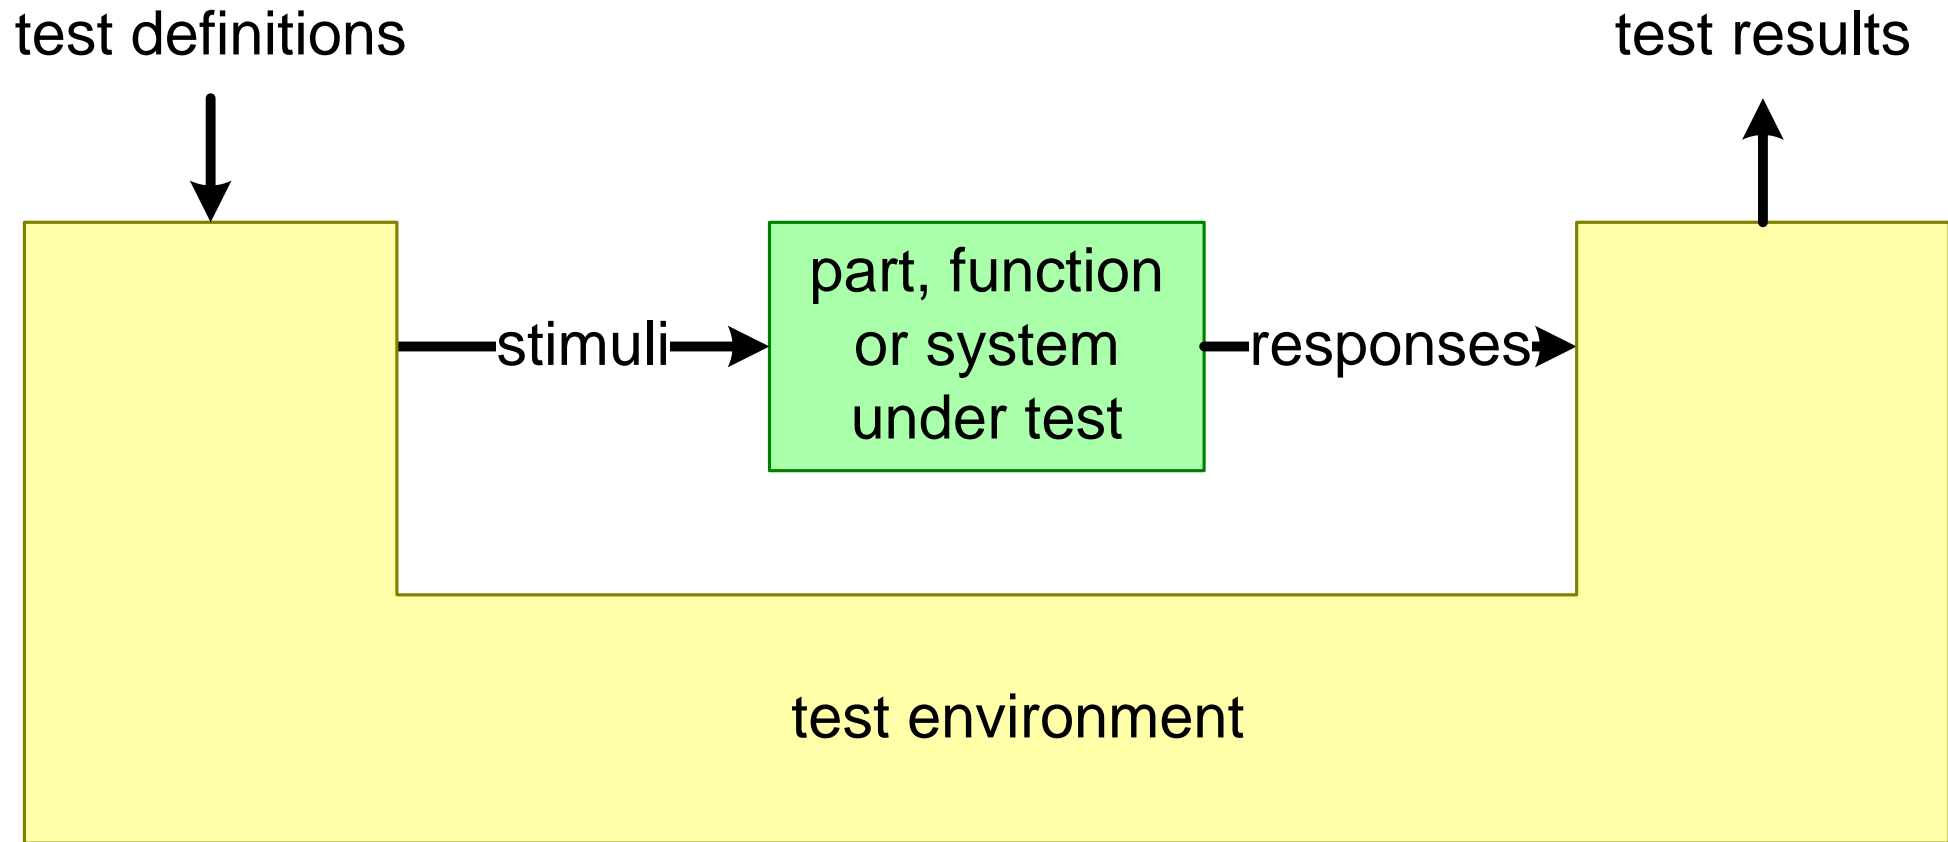 test definitions
test results
part, function
or system
under test
stimuli
responses
test environment